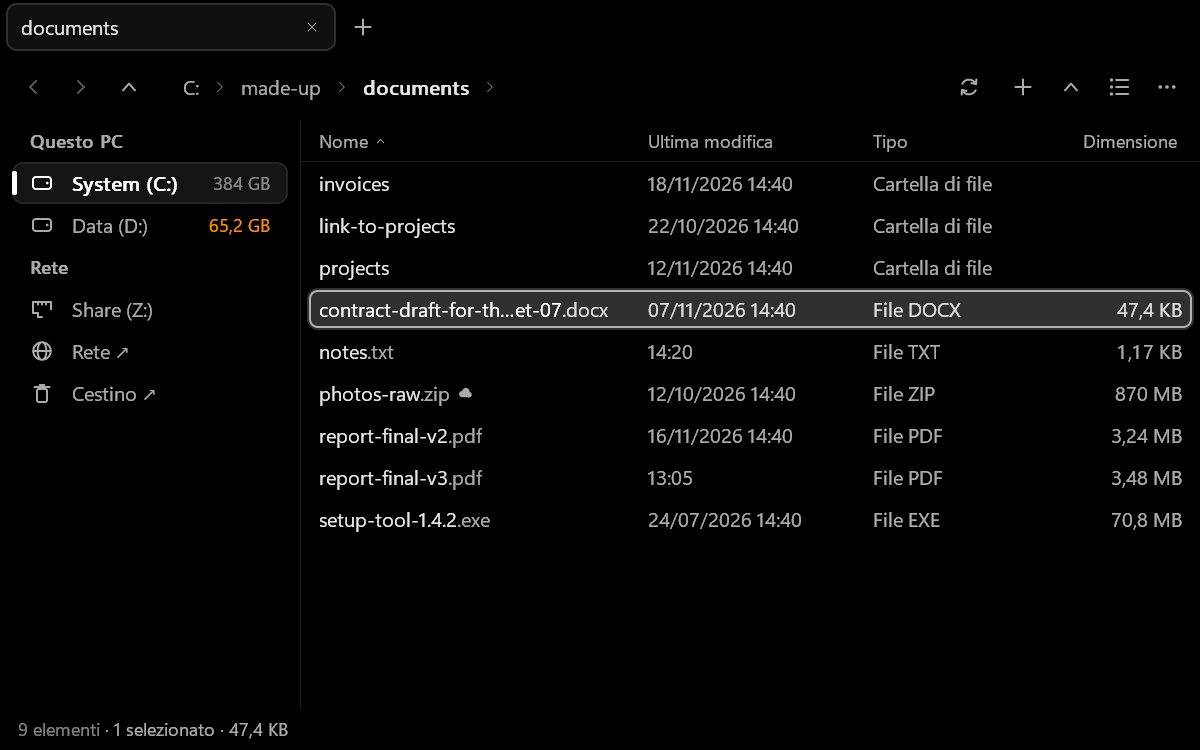 documents
C: made-up documents
Questo PC
System (C:) 384 GB
Data (D:) 65,2 GB
Rete
Share (Z:)
Rete ↗
Cestino ↗
Nome Ultima modifica Tipo Dimensione
invoices 18/11/2026 14:40 Cartella di file
link-to-projects 22/10/2026 14:40 Cartella di file
projects 12/11/2026 14:40 Cartella di file
contract-draft-for-th...et-07.docx 07/11/2026 14:40 File DOCX 47,4 KB
notes.txt 14:20 File TXT 1,17 KB
photos-raw.zip 12/10/2026 14:40 File ZIP 870 MB
report-final-v2.pdf 16/11/2026 14:40 File PDF 3,24 MB
report-final-v3.pdf 13:05 File PDF 3,48 MB
setup-tool-1.4.2.exe 24/07/2026 14:40 File EXE 70,8 MB
9 elementi · 1 selezionato · 47,4 KB